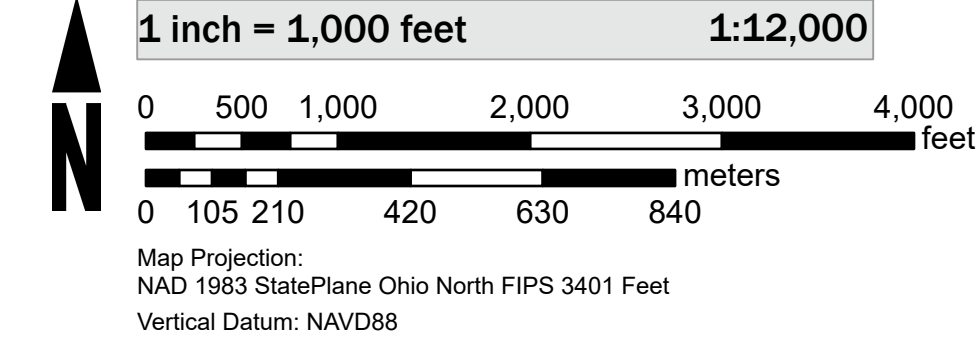 1 inch = 1,000 feet 1:12,000
0 500 1,000 2,000 3,000 4,000
feet
meters
0 105 210 420 630 840
N
Map Projection:
NAD 1983 StatePlane Ohio North FIPS 3401 Feet
Vertical Datum: NAVD88